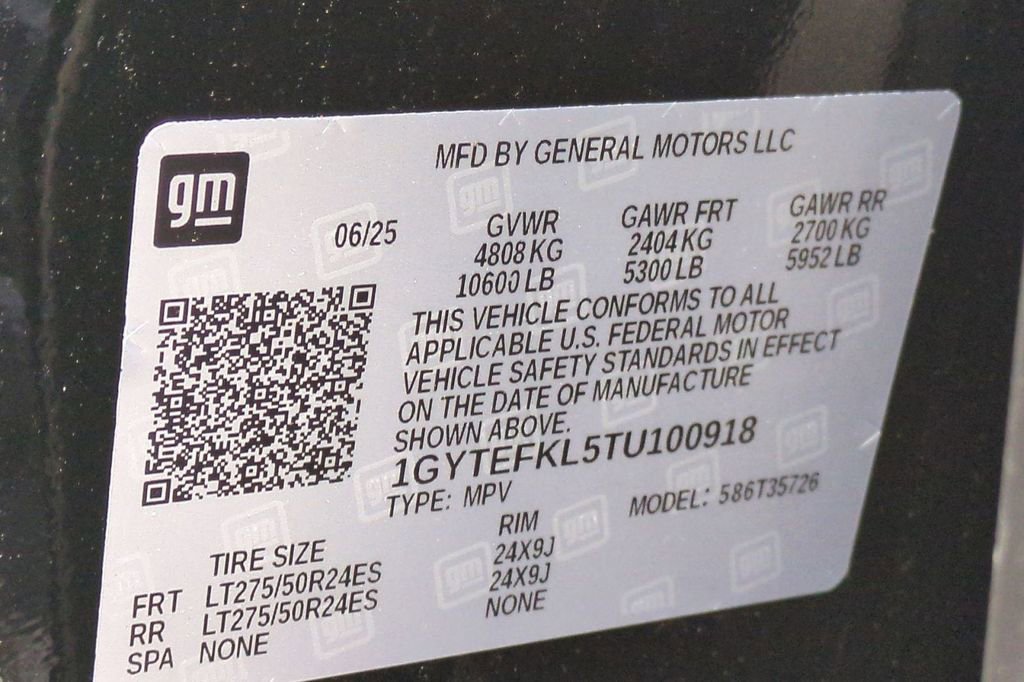 gm
MFD BY GENERAL MOTORS LLC
06/25
GVWR
4808 KG
10600 LB
GAWR FRT
2404 KG
5300 LB
GAWR RR
2700 KG
5952 LB
THIS VEHICLE CONFORMS TO ALL
APPLICABLE U.S. FEDERAL MOTOR
VEHICLE SAFETY STANDARDS IN EFFECT
ON THE DATE OF MANUFACTURE
SHOWN ABOVE.
1GYTEFKL5TU100918
TYPE: MPV
MODEL: 586T35726
TIRE SIZE RIM
FRT LT275/50R24ES 24X9J
RR LT275/50R24ES 24X9J
SPA NONE NONE